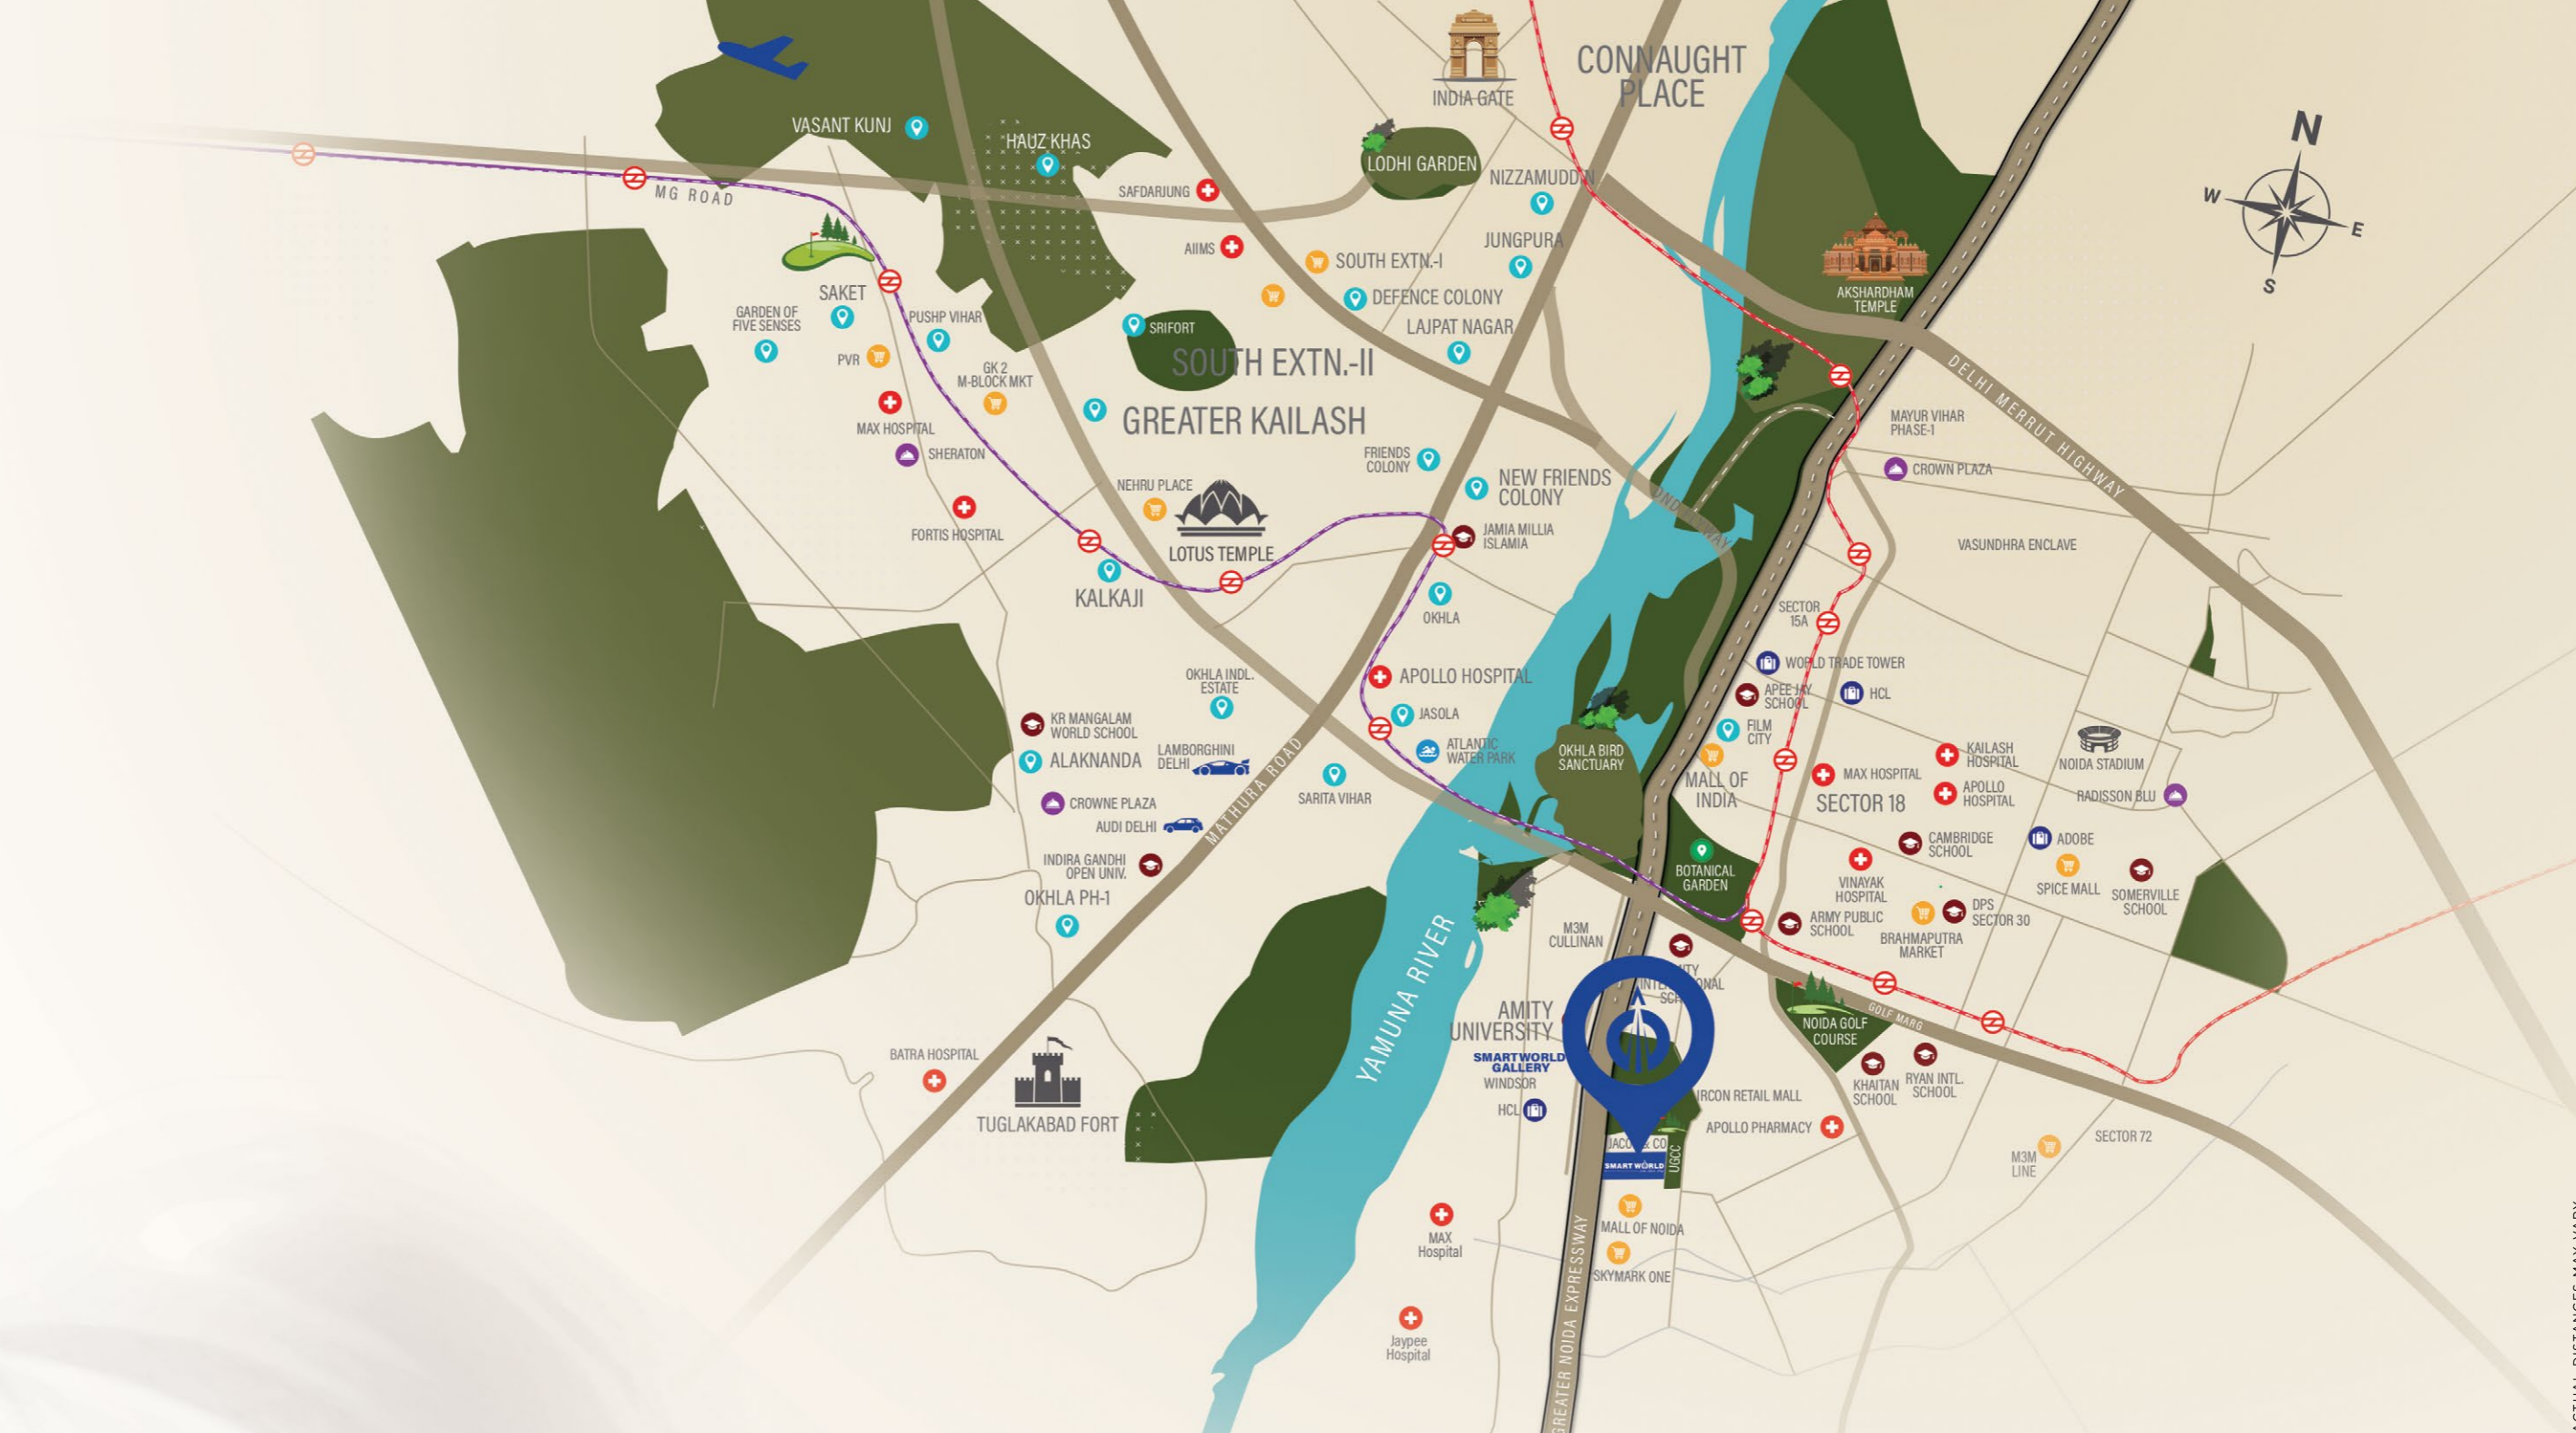 CONNAUGHT
PLACE
INDIA GATE
N
W
E
S
VASANT KUNJ
HAUZ KHAS
LODHI GARDEN
NIZZAMUDDIN
MG ROAD
SAFDARJUNG
AIIMS
JUNGPURA
SOUTH EXTN.-I
DEFENCE COLONY
LAJPAT NAGAR
AKSHARDHAM
TEMPLE
SAKET
GARDEN OF
FIVE SENSES
PUSHP VIHAR
PVR
SRIFORT
SOUTH EXTN.-II
GK 2
M-BLOCK MKT
GREATER KAILASH
MAX HOSPITAL
SHERATON
DELHI MERRUT HIGHWAY
MAYUR VIHAR
PHASE-1
CROWN PLAZA
FRIENDS
COLONY
NEW FRIENDS
COLONY
NEHRU PLACE
LOTUS TEMPLE
FORTIS HOSPITAL
JAMIA MILLIA
ISLAMIA
VASUNDHRA ENCLAVE
KALKAJI
OKHLA
SECTOR
15A
WORLD TRADE TOWER
APEEJAY
SCHOOL
HCL
OKHLA INDL.
ESTATE
APOLLO HOSPITAL
JASOLA
ATLANTIC
WATER PARK
OKHLA BIRD
SANCTUARY
FILM
CITY
MALL OF
INDIA
KR MANGALAM
WORLD SCHOOL
ALAKNANDA
LAMBORGHINI
DELHI
CROWNE PLAZA
AUDI DELHI
MATHURA ROAD
SARITA VIHAR
MAX HOSPITAL
SECTOR 18
KAILASH
HOSPITAL
APOLLO
HOSPITAL
NOIDA STADIUM
RADISSON BLU
CAMBRIDGE
SCHOOL
ADOBE
SPICE MALL
SOMERVILLE
SCHOOL
VINAYAK
HOSPITAL
BOTANICAL
GARDEN
INDIRA GANDHI
OPEN UNIV.
OKHLA PH-1
ARMY PUBLIC
SCHOOL
DPS
SECTOR 30
BRAHMAPUTRA
MARKET
M3M
CULLINAN
YAMUNA RIVER
AMITY
UNIVERSITY
SMARTWORLD
GALLERY
WINDSOR
HCL
GOLF MARG
NOIDA GOLF
COURSE
KHAITAN
SCHOOL
RYAN INTL.
SCHOOL
BATRA HOSPITAL
TUGLAKABAD FORT
IRCON RETAIL MALL
APOLLO PHARMACY
SMART WORLD
UGCC
M3M
LINE
SECTOR 72
MALL OF NOIDA
SKYMARK ONE
MAX
Hospital
Jaypee
Hospital
GREATER NOIDA EXPRESSWAY